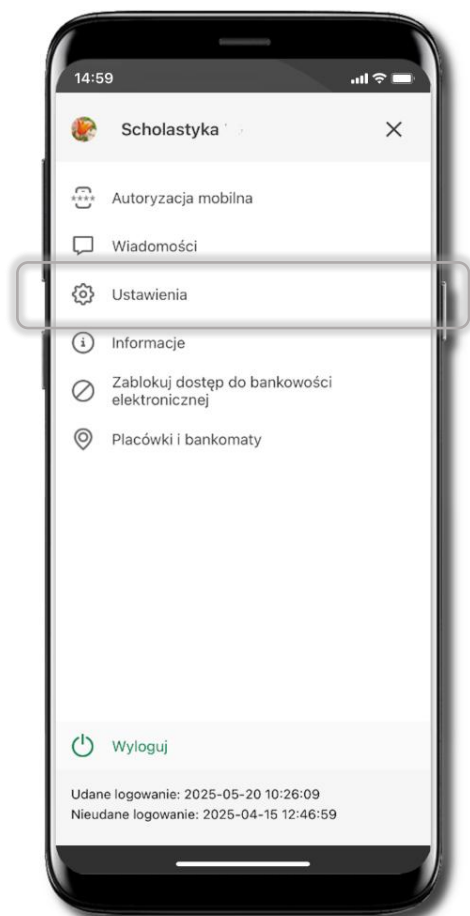 14:59
Scholastyka
Autoryzacja mobilna
Wiadomości
Ustawienia
Informacje
Zablokuj dostęp do bankowości
elektronicznej
Placówki i bankomaty
Wyloguj
Udane logowanie: 2025-05-20 10:26:09
Nieudane logowanie: 2025-04-15 12:46:59